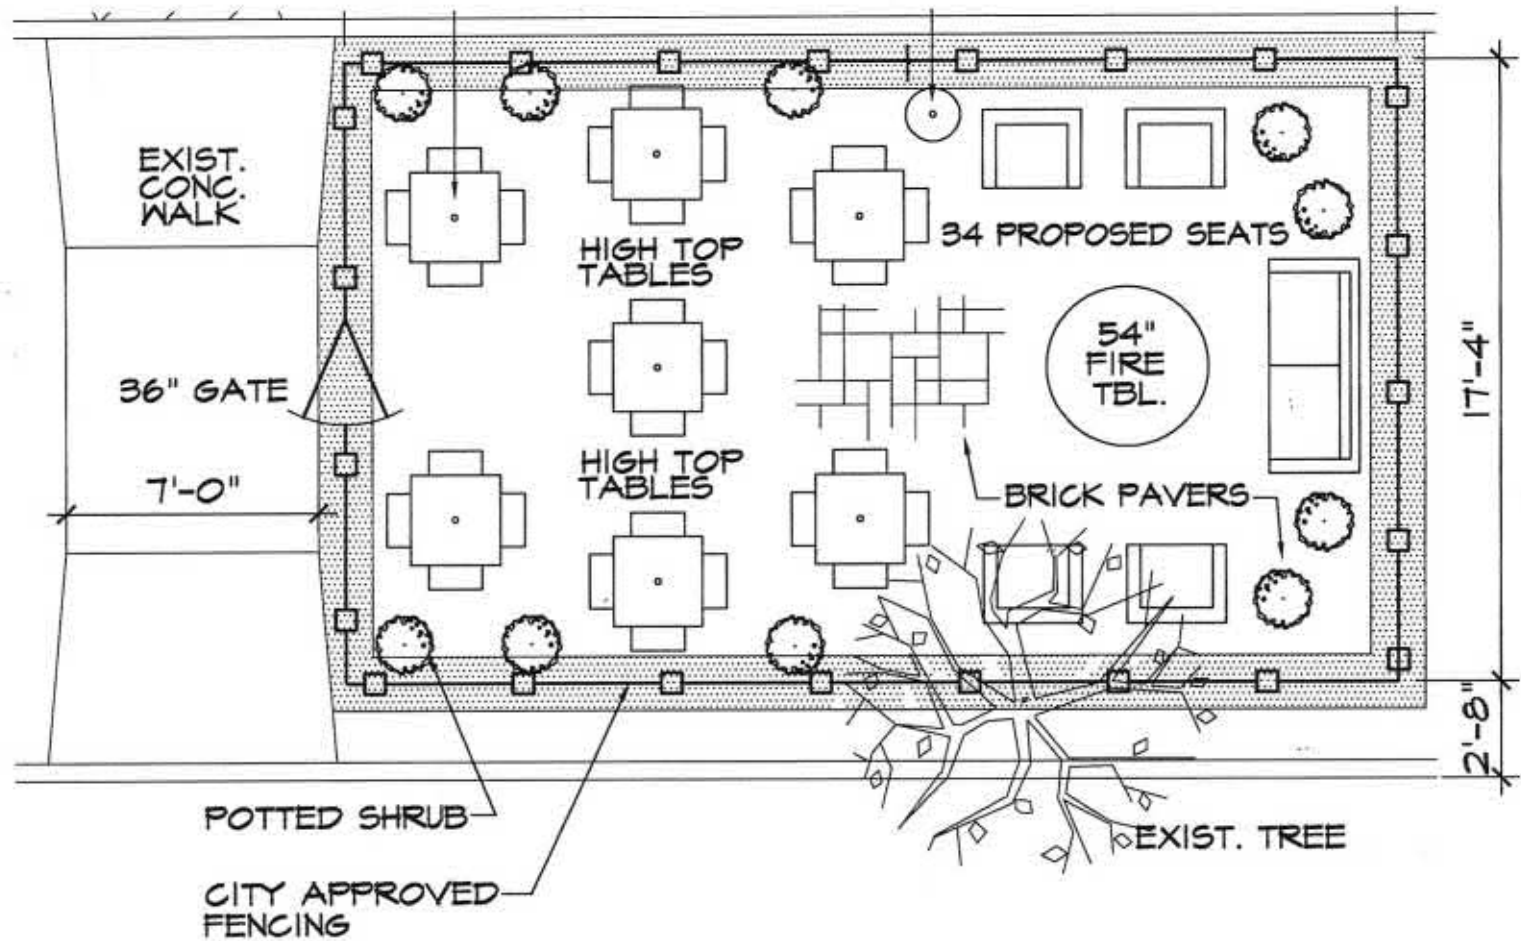 EXIST.
CONC.
WALK
HIGH TOP
TABLES
34 PROPOSED SEATS
54"
FIRE
TBL.
36" GATE
17'-4"
HIGH TOP
TABLES
7'-0"
BRICK PAVERS
2'-8"
POTTED SHRUB
EXIST. TREE
CITY APPROVED
FENCING